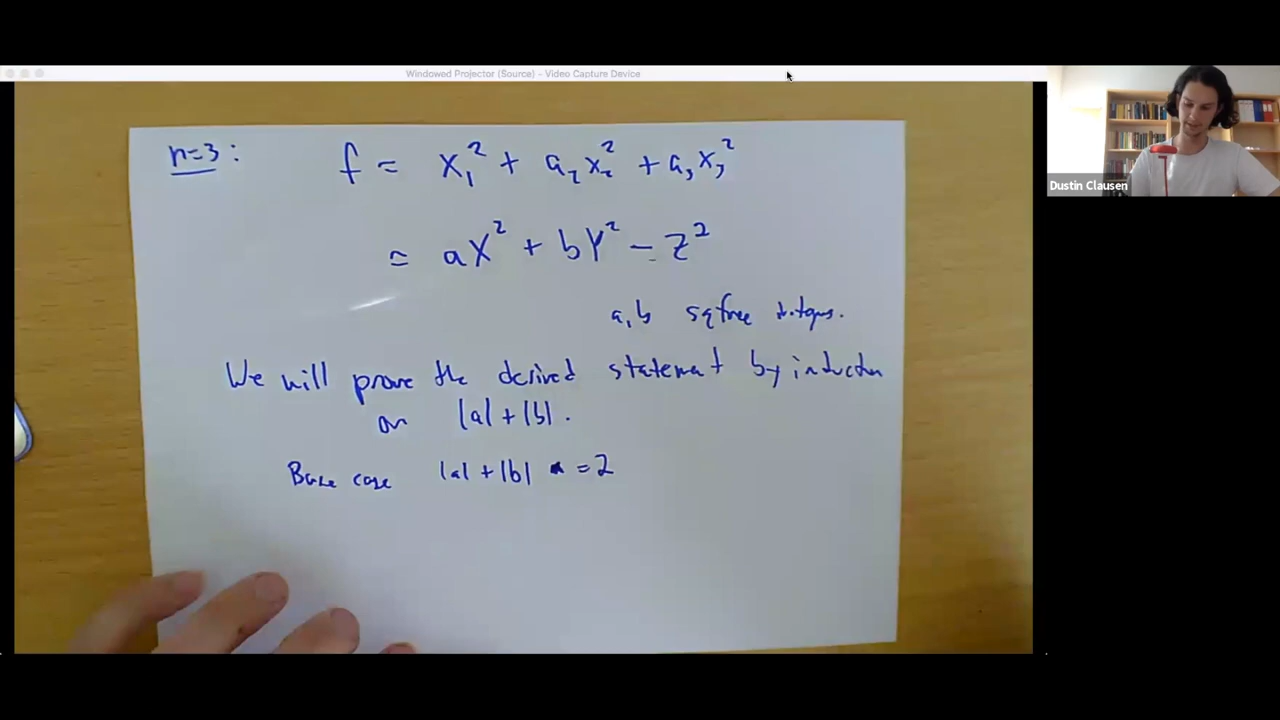 Windowed Projector (Source) - Video Capture Device
n=3: f = x₁² + a₂x₂² + a₃x₃²
= aX² + bY² - Z²
a,b sqfree integers.
We will prove the desired statement by induction
on |a| + |b|.
Base case |a| + |b| = 2
Dustin Clausen